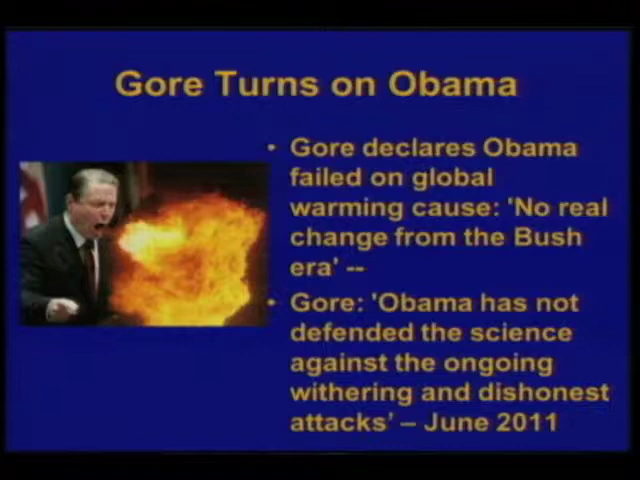 Gore Turns on Obama
• Gore declares Obama
failed on global
warming cause: 'No real
change from the Bush
era' --
• Gore: 'Obama has not
defended the science
against the ongoing
withering and dishonest
attacks' – June 2011